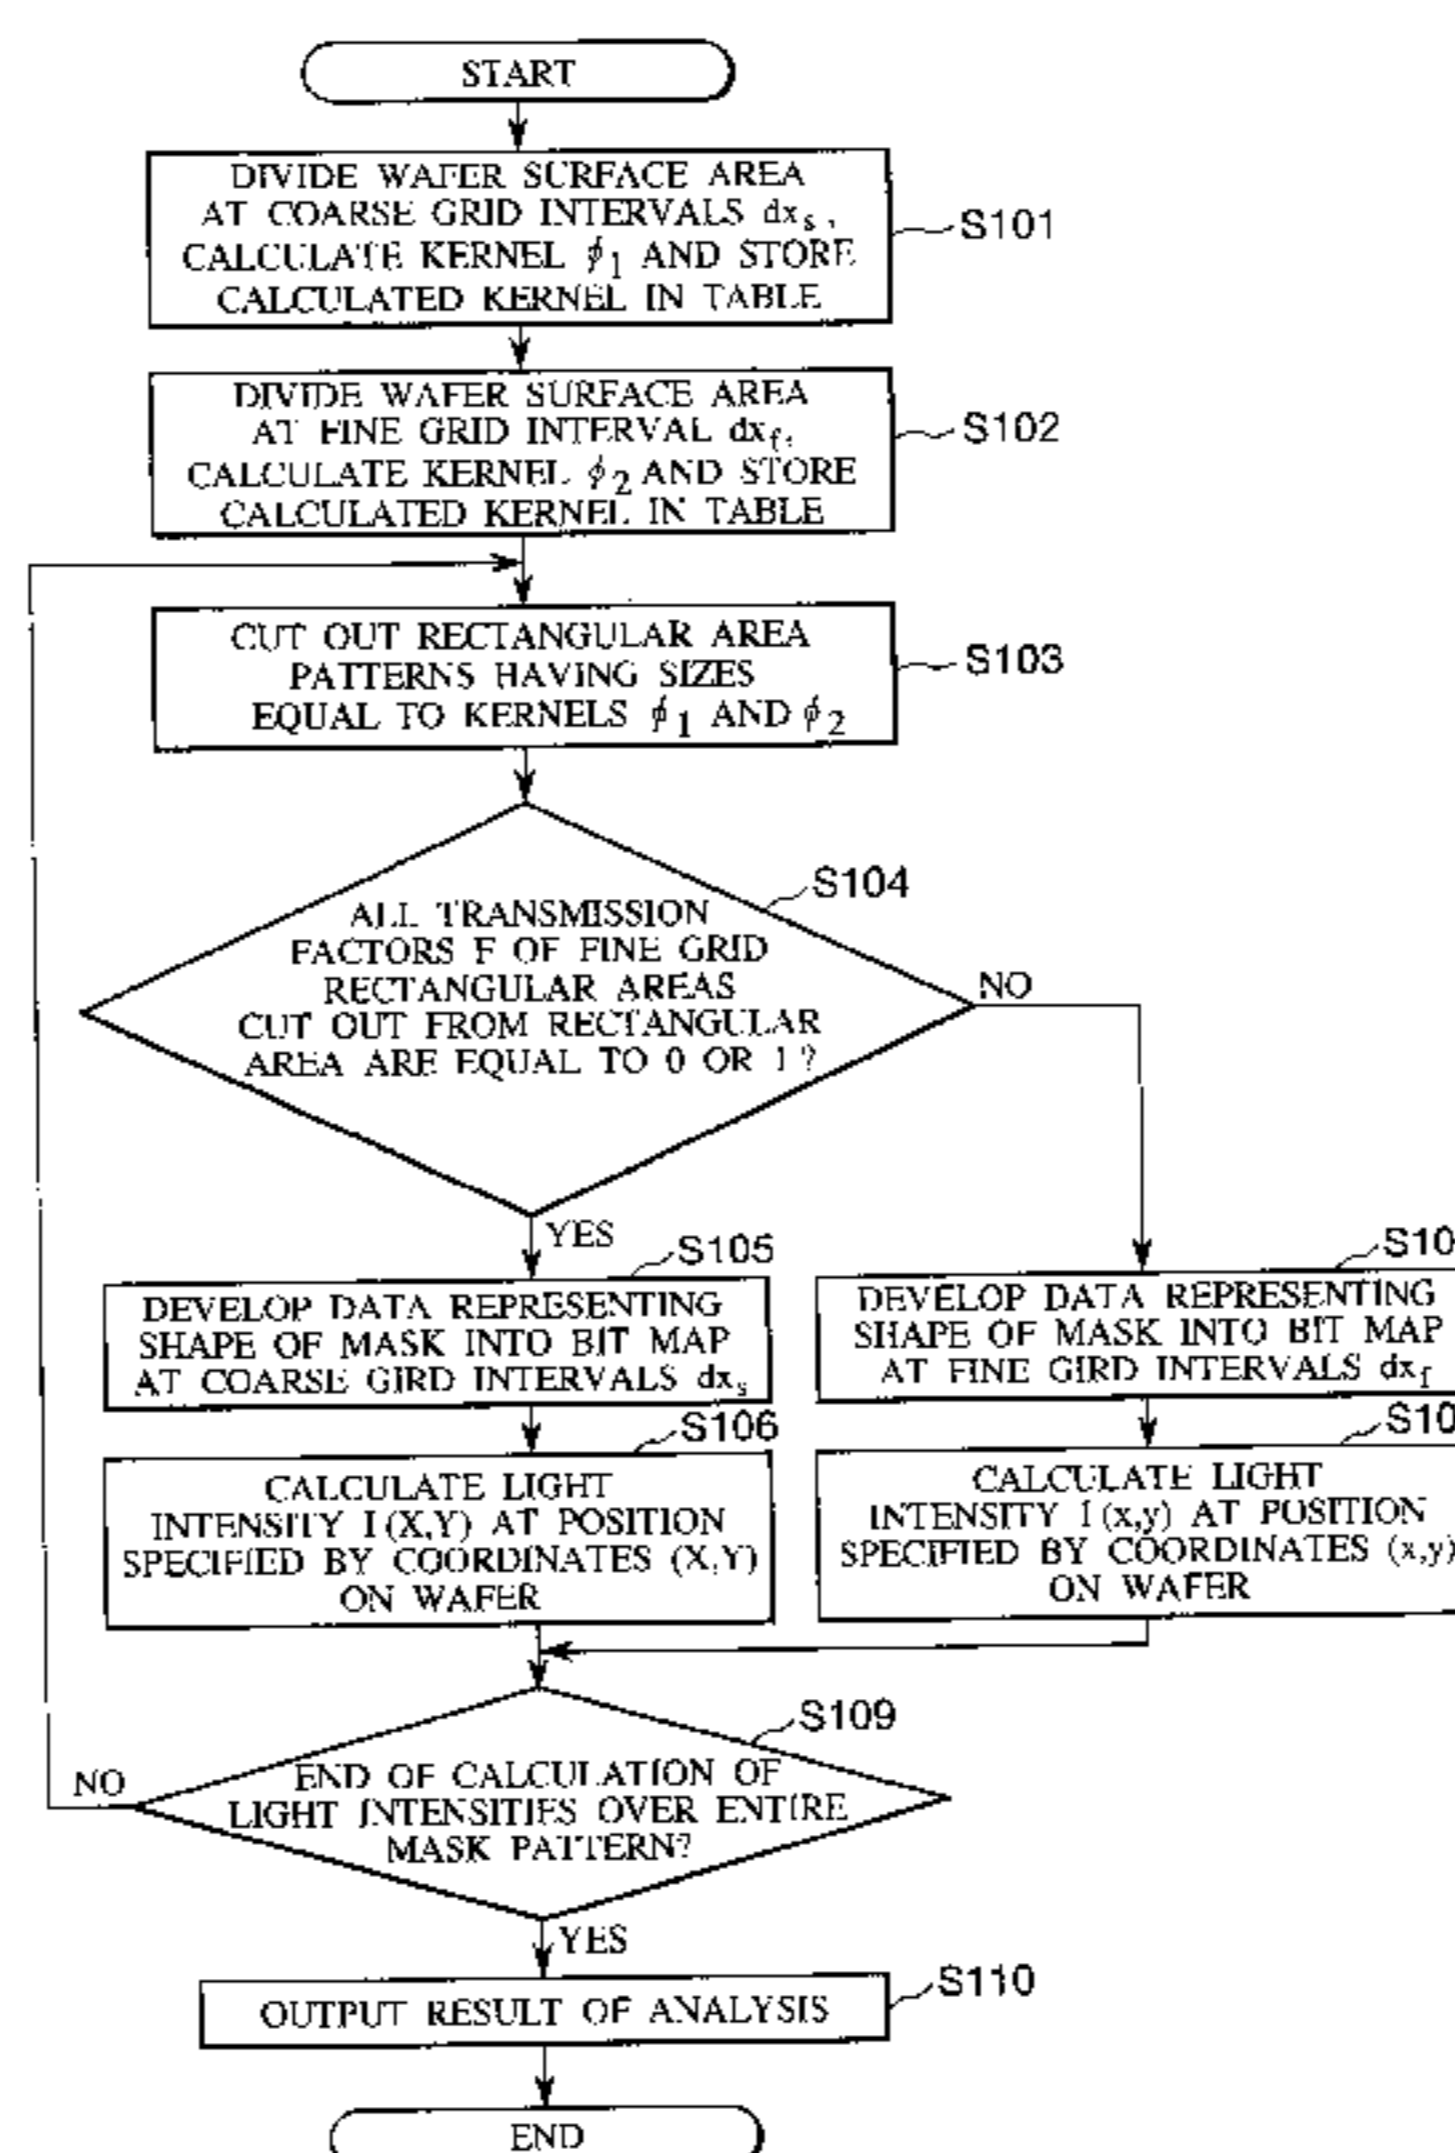 START
DIVIDE WAFER SURFACE AREA
AT COARSE GRID INTERVALS dxₛ,
CALCULATE KERNEL ϕ₁ AND STORE
CALCULATED KERNEL IN TABLE
S101
DIVIDE WAFER SURFACE AREA
AT FINE GRID INTERVAL dx_f,
CALCULATE KERNEL ϕ₂ AND STORE
CALCULATED KERNEL IN TABLE
S102
CUT OUT RECTANGULAR AREA
PATTERNS HAVING SIZES
EQUAL TO KERNELS ϕ₁ AND ϕ₂
S103
S104
ALL TRANSMISSION
FACTORS F OF FINE GRID
RECTANGULAR AREAS
CUT OUT FROM RECTANGULAR
AREA ARE EQUAL TO 0 OR 1?
NO
YES
S105
DEVELOP DATA REPRESENTING
SHAPE OF MASK INTO BIT MAP
AT COARSE GIRD INTERVALS dxₛ
S10
DEVELOP DATA REPRESENTING
SHAPE OF MASK INTO BIT MAP
AT FINE GIRD INTERVALS dx_f
S106
CALCULATE LIGHT
INTENSITY I(X,Y) AT POSITION
SPECIFIED BY COORDINATES (X,Y)
ON WAFER
S10
CALCULATE LIGHT
INTENSITY I(x,y) AT POSITION
SPECIFIED BY COORDINATES (x,y)
ON WAFER
S109
END OF CALCULATION OF
LIGHT INTENSITIES OVER ENTIRE
MASK PATTERN?
NO
YES
OUTPUT RESULT OF ANALYSIS
S110
END